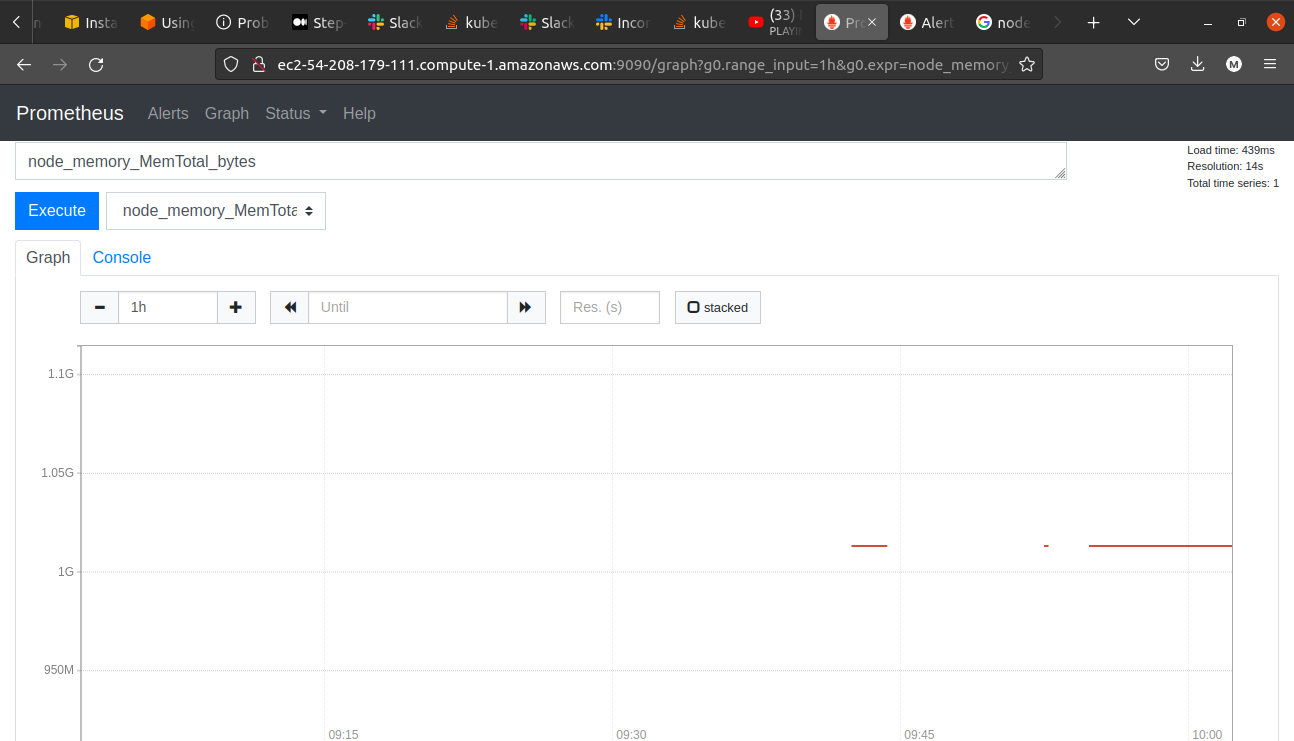 Insta
Using
Prob
Step
Slack
kube
Slack
Incor
kube
(33)
PLAYIN
Pro
Alert
node
ec2-54-208-179-111.compute-1.amazonaws.com:9090/graph?g0.range_input=1h&g0.expr=node_memory
M
Prometheus Alerts Graph Status Help
node_memory_MemTotal_bytes
Load time: 439ms
Resolution: 14s
Total time series: 1
Execute node_memory_MemTota
Graph Console
1h Until Res. (s) stacked
1.1G
1.05G
1G
950M
09:15 09:30 09:45 10:00